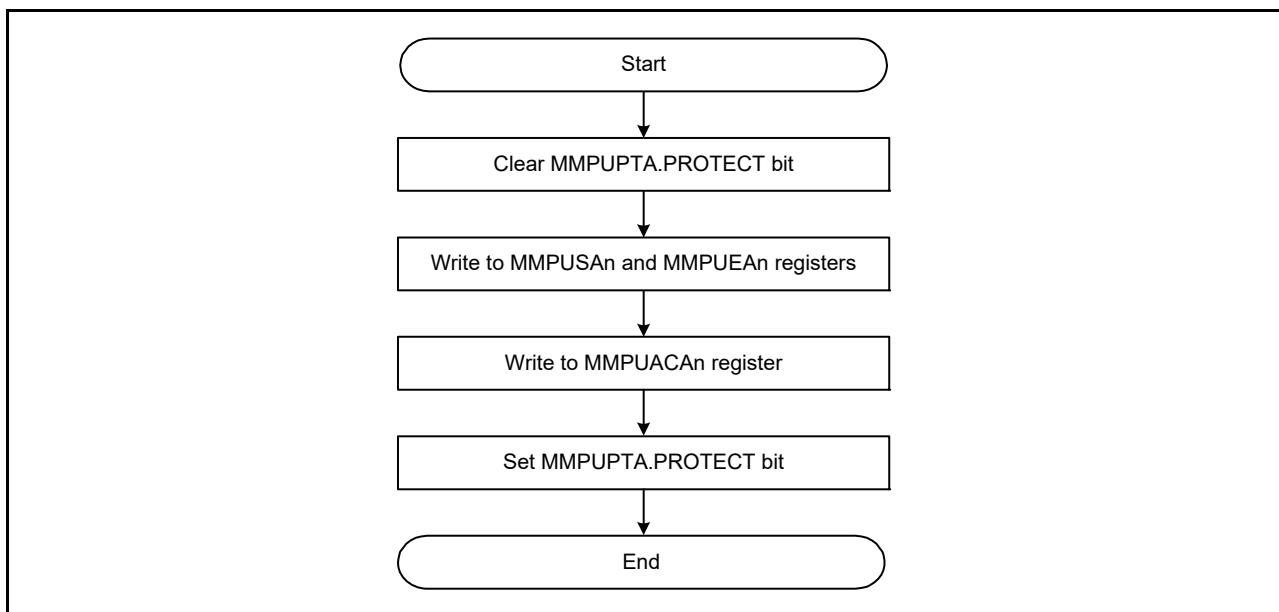 Start
Clear MMPUPTA.PROTECT bit
Write to MMPUSAn and MMPUEAn registers
Write to MMPUACAn register
Set MMPUPTA.PROTECT bit
End